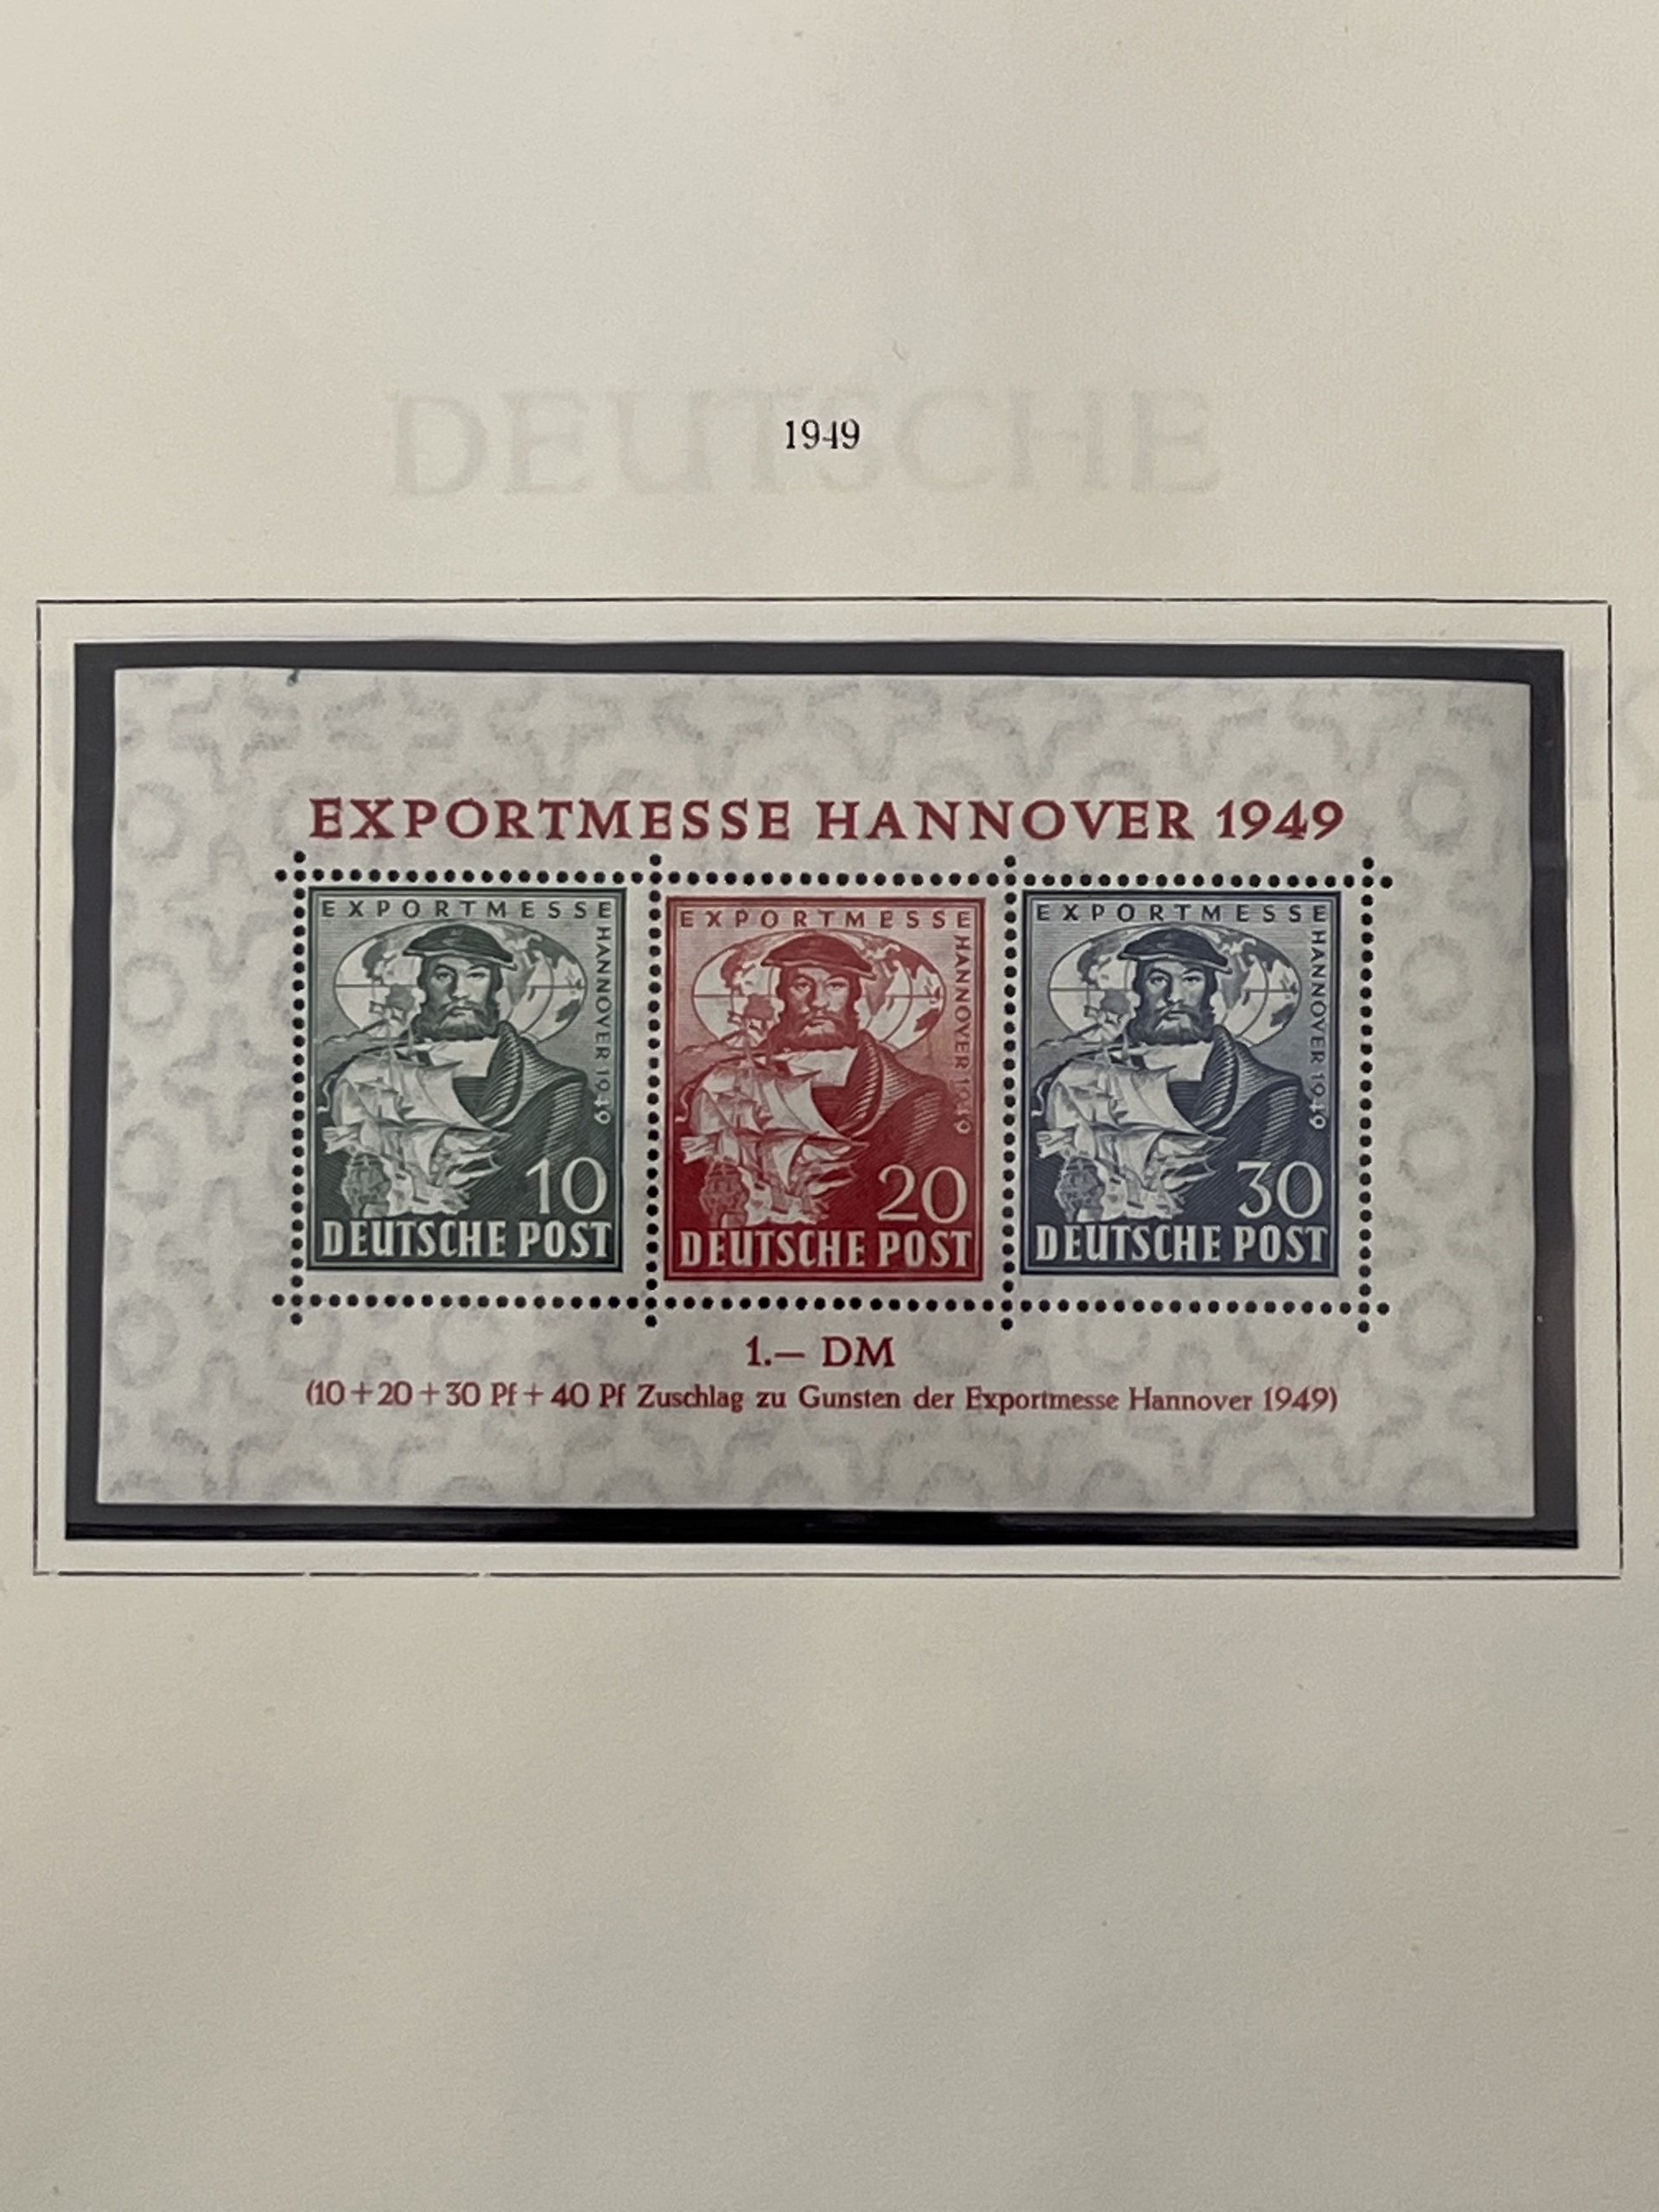 DEUTSCHE
1949
EXPORTMESSE HANNOVER 1949
EXPORTMESSE
HANNOVER 1949
10
DEUTSCHE POST
EXPORTMESSE
HANNOVER 1949
20
DEUTSCHE POST
EXPORTMESSE
HANNOVER 1949
30
DEUTSCHE POST
1.— DM
(10+20+30 Pf + 40 Pf Zuschlag zu Gunsten der Exportmesse Hannover 1949)